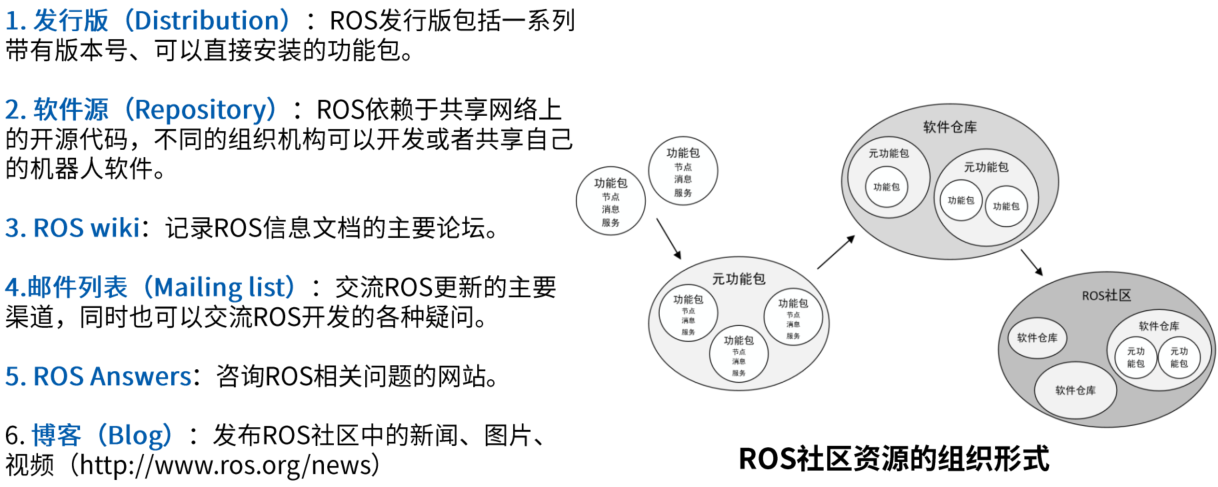 1. 发行版（Distribution）：ROS发行版包括一系列
带有版本号、可以直接安装的功能包。
2. 软件源（Repository）：ROS依赖于共享网络上
的开源代码，不同的组织机构可以开发或者共享自己
的机器人软件。
3. ROS wiki：记录ROS信息文档的主要论坛。
4.邮件列表（Mailing list）：交流ROS更新的主要
渠道，同时也可以交流ROS开发的各种疑问。
5. ROS Answers：咨询ROS相关问题的网站。
6. 博客（Blog）：发布ROS社区中的新闻、图片、
视频（http://www.ros.org/news）
功能包
节点
消息
服务
功能包
节点
消息
服务
元功能包
功能包
节点
消息
服务
功能包
节点
消息
服务
功能包
节点
消息
服务
软件仓库
元功能包
功能包
元功能包
功能包
功能包
ROS社区
软件仓库
软件仓库
元功
能包
元功
能包
软件仓库
ROS社区资源的组织形式